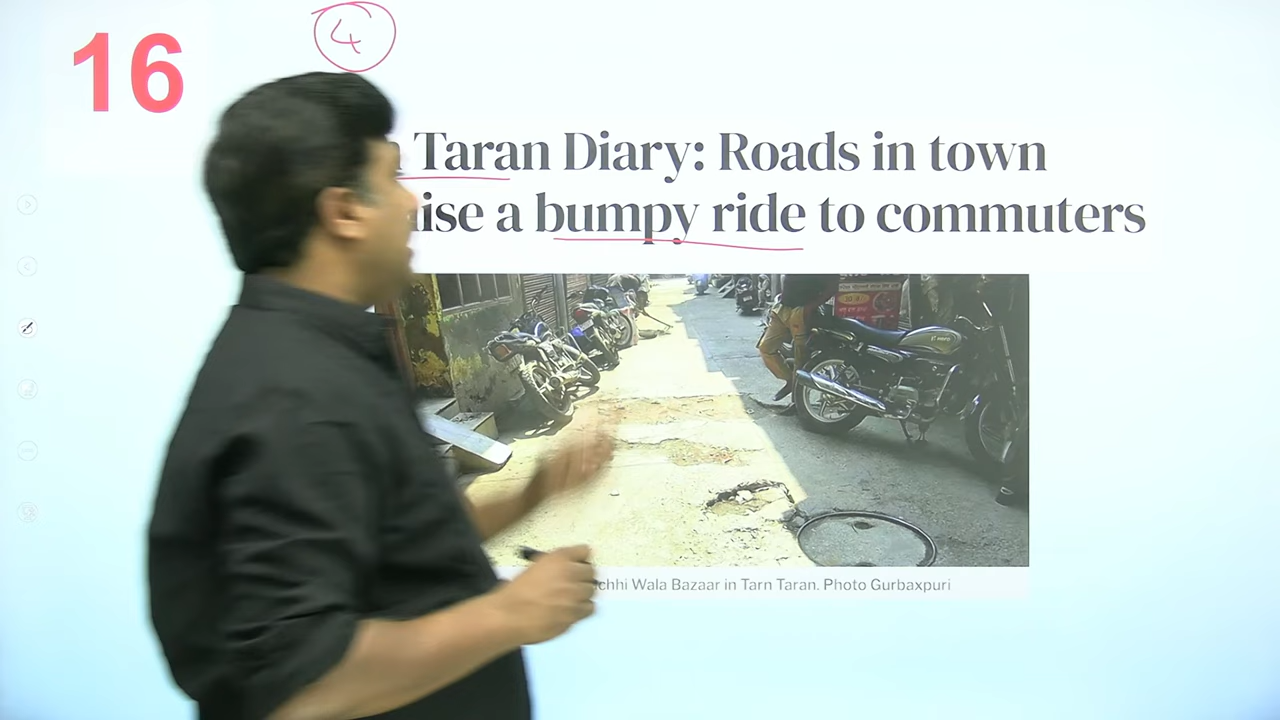 16
4
Taran Diary: Roads in town
ise a bumpy ride to commuters
chhi Wala Bazaar in Tarn Taran. Photo Gurbaxpuri